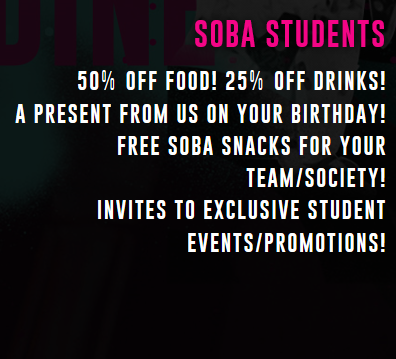 DINE
SOBA STUDENTS
50% OFF FOOD! 25% OFF DRINKS!
A PRESENT FROM US ON YOUR BIRTHDAY!
FREE SOBA SNACKS FOR YOUR
TEAM/SOCIETY!
INVITES TO EXCLUSIVE STUDENT
EVENTS/PROMOTIONS!